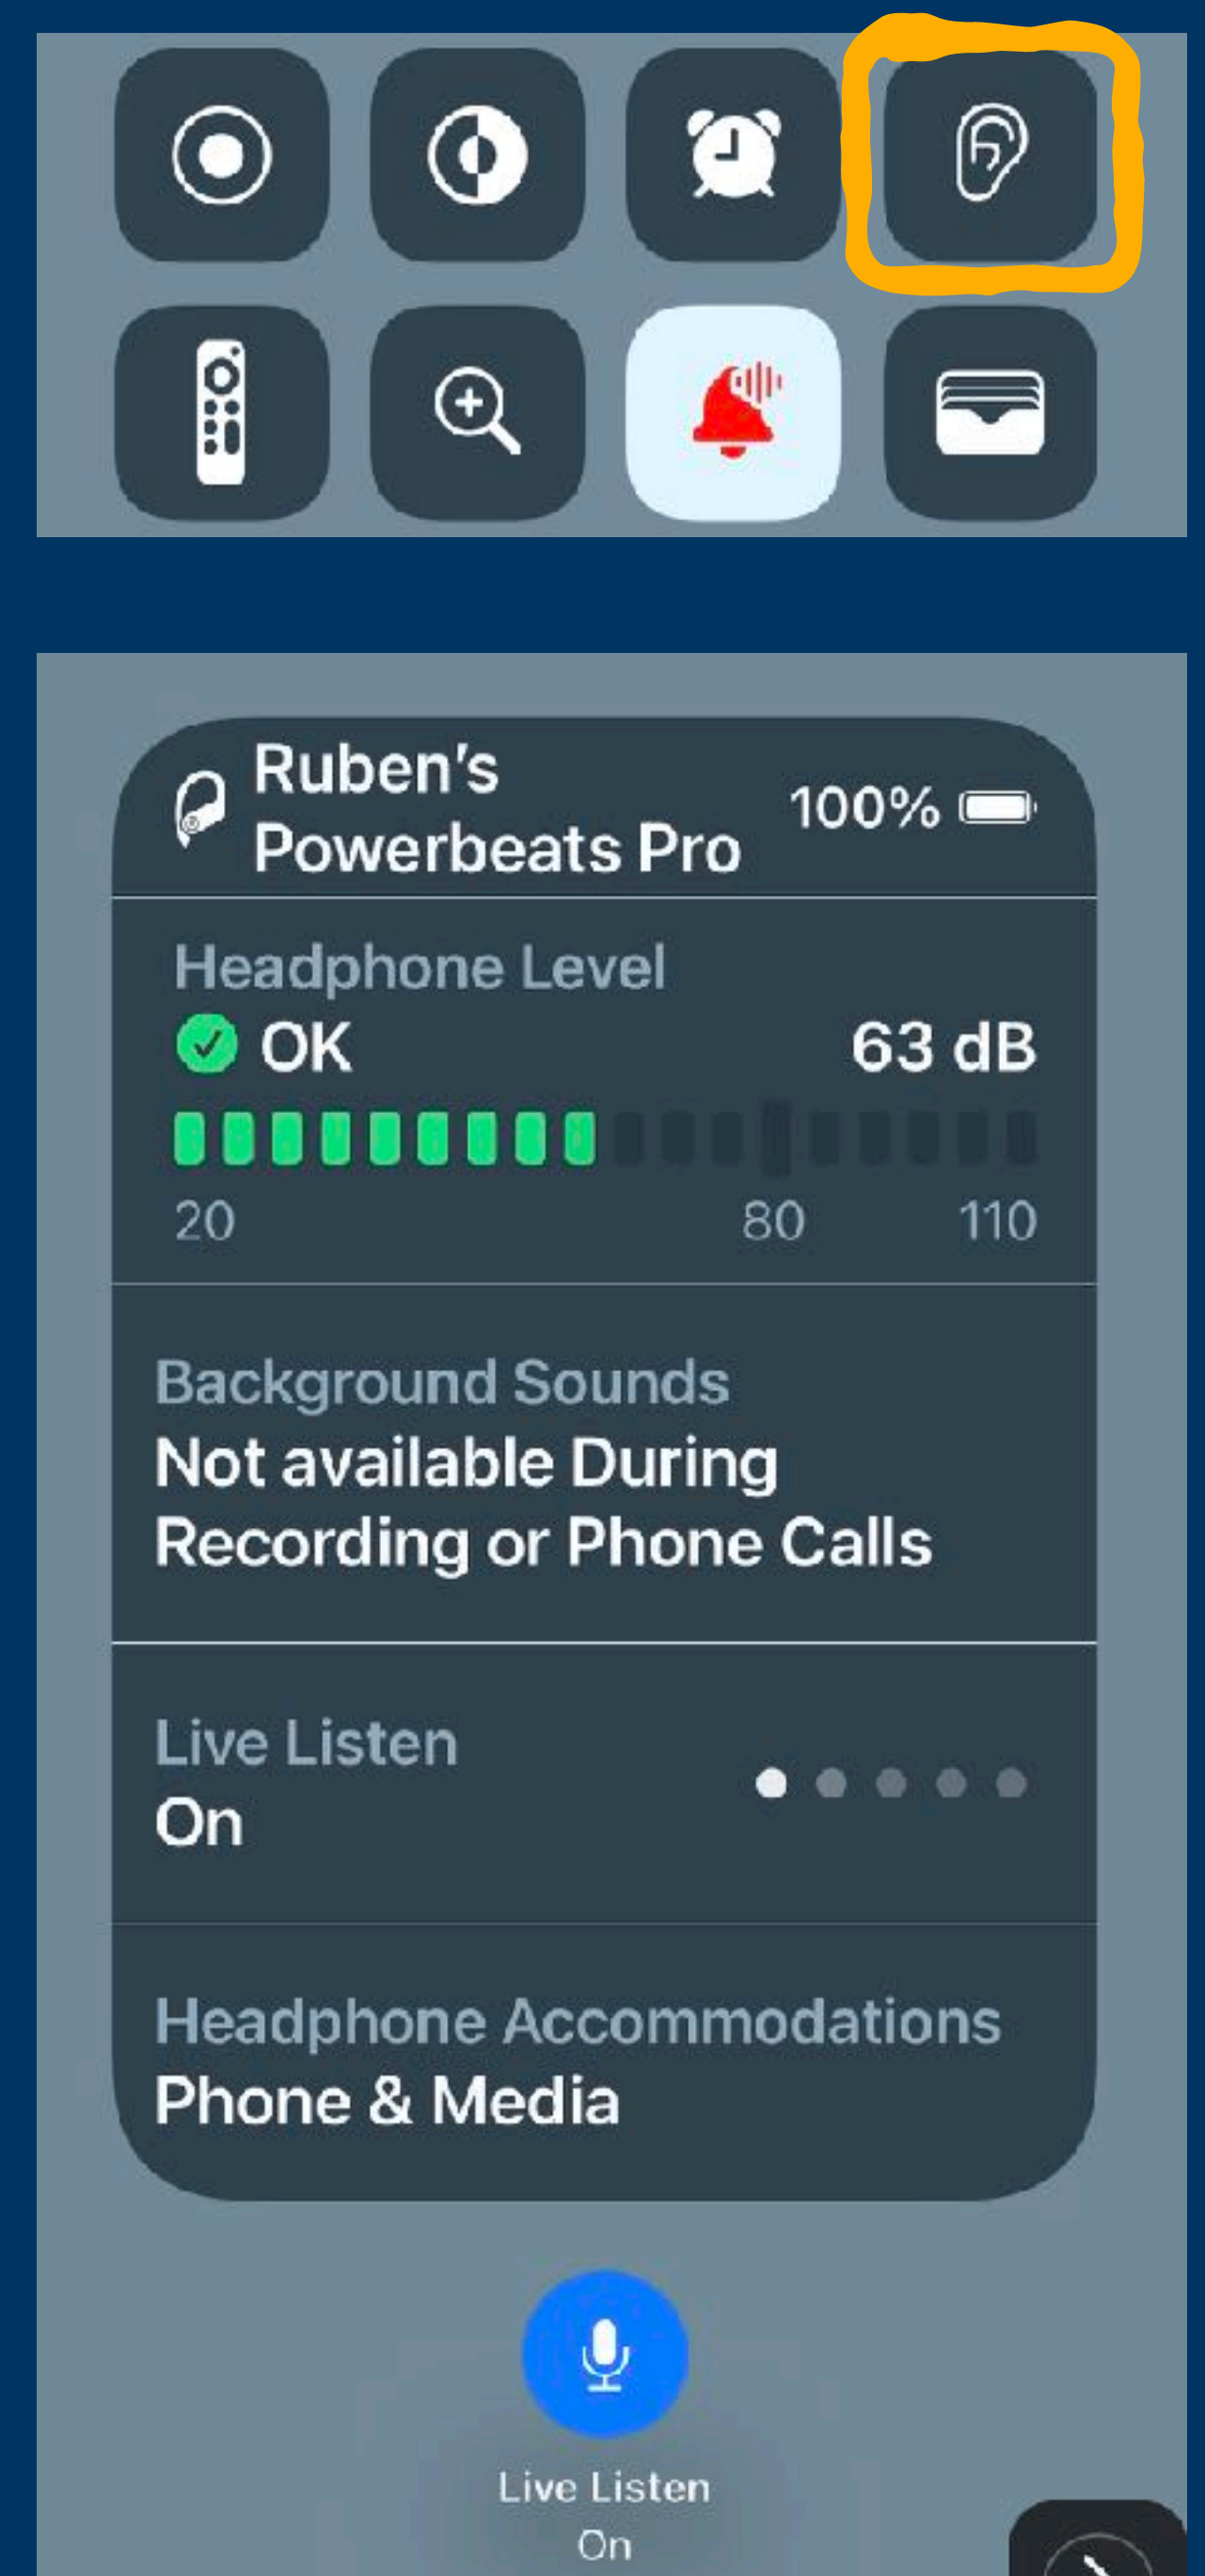 Ruben's
Powerbeats Pro
100%
Headphone Level
OK 63 dB
20 80 110
Background Sounds
Not available During
Recording or Phone Calls
Live Listen
On
Headphone Accommodations
Phone & Media
Live Listen
On